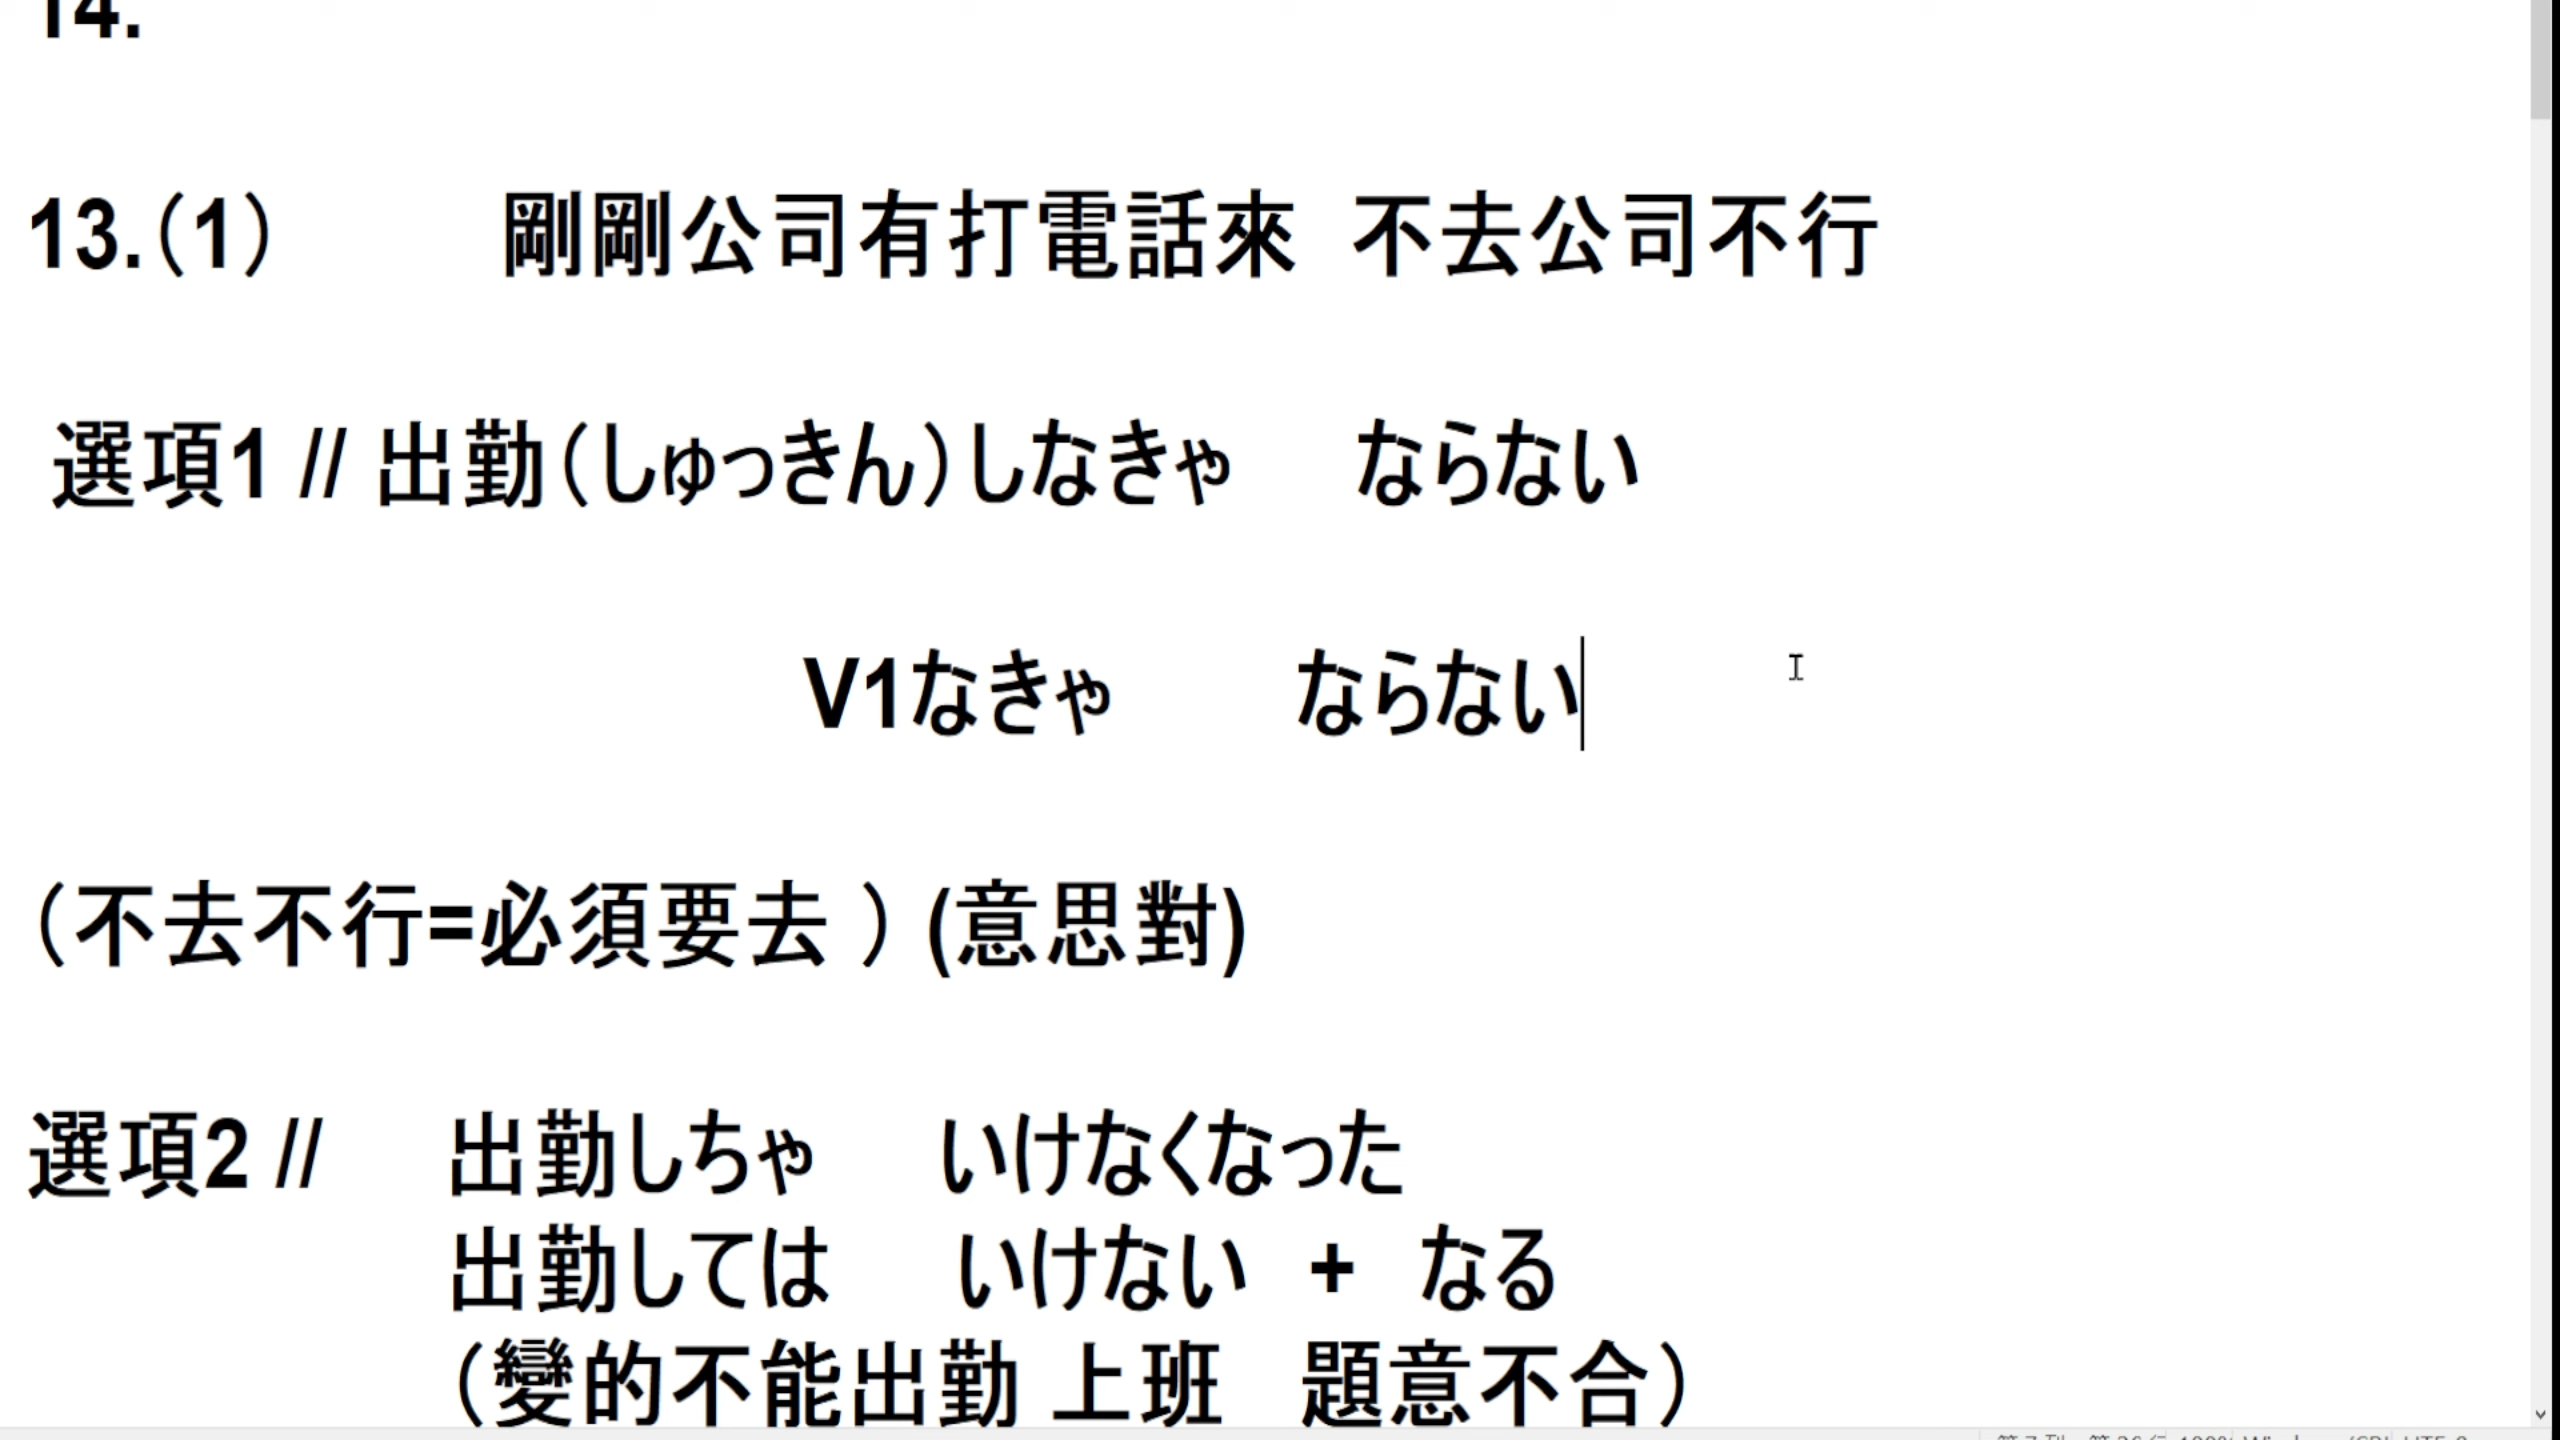 14.
13.（1） 剛剛公司有打電話來 不去公司不行
選項1 // 出勤（しゅっきん）しなきゃ ならない
V1なきゃ ならない
（不去不行=必須要去 ）(意思對)
選項2 // 出勤しちゃ いけなくなった
出勤しては いけない + なる
（變的不能出勤 上班 題意不合）